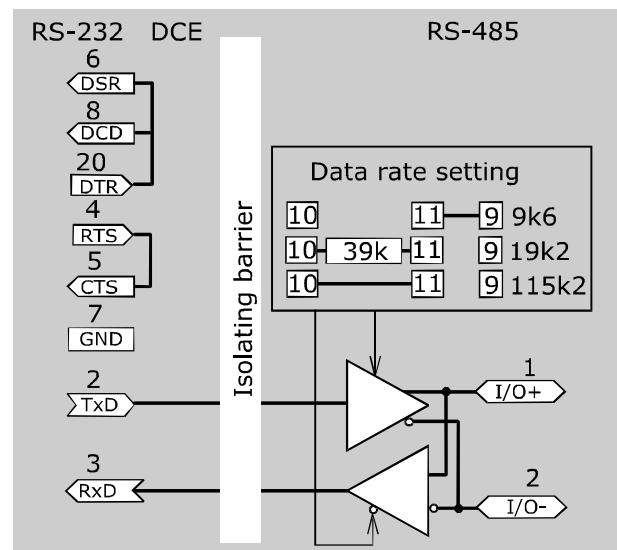 RS-232 DCE RS-485
6
DSR
8
DCD
20
DTR
4
RTS
5
CTS
7
GND
2
TxD
3
RxD
Isolating barrier
Data rate setting
10 11 9 9k6
10 39k 11 9 19k2
10 11 9 115k2
1
I/O+
2
I/O-